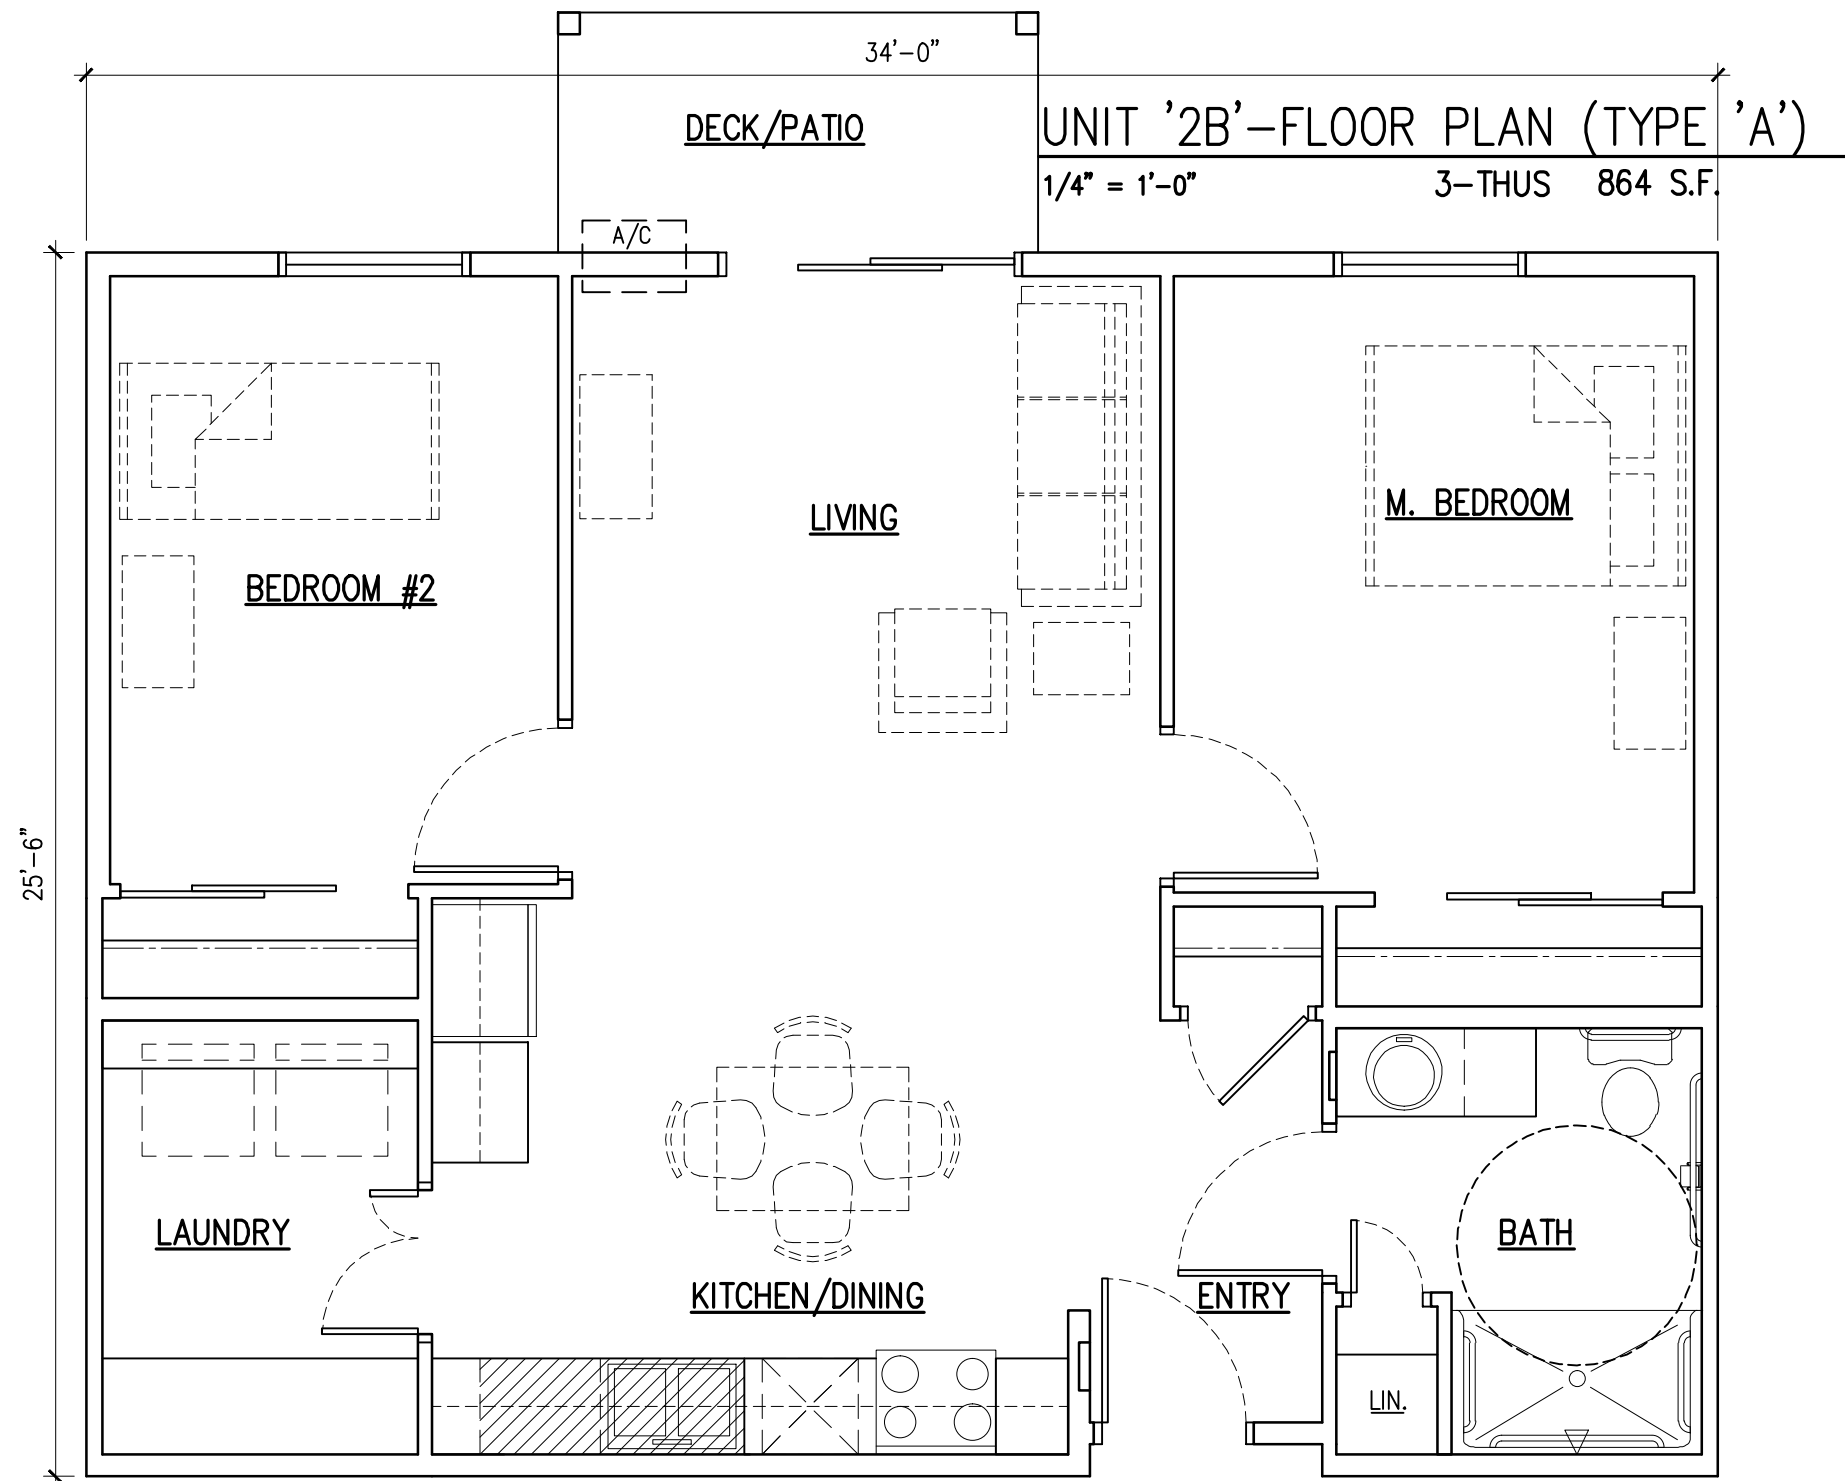 34'-0"
DECK/PATIO
UNIT '2B'-FLOOR PLAN (TYPE 'A')
1/4" = 1'-0" 3-THUS 864 S.F.
A/C
LIVING
M. BEDROOM
BEDROOM #2
25'-6"
LAUNDRY
BATH
KITCHEN/DINING
ENTRY
LIN.